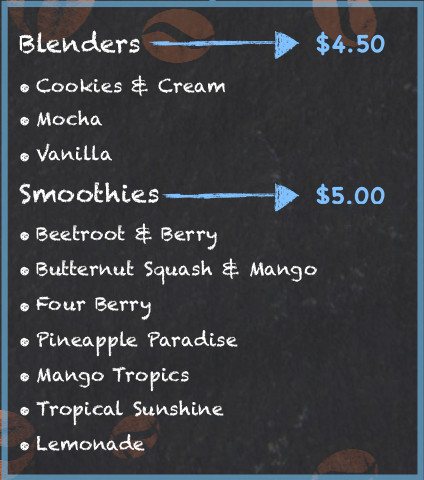 Blenders $4.50
• Cookies & Cream
• Mocha
• Vanilla
Smoothies $5.00
• Beetroot & Berry
• Butternut Squash & Mango
• Four Berry
• Pineapple Paradise
• Mango Tropics
• Tropical Sunshine
• Lemonade